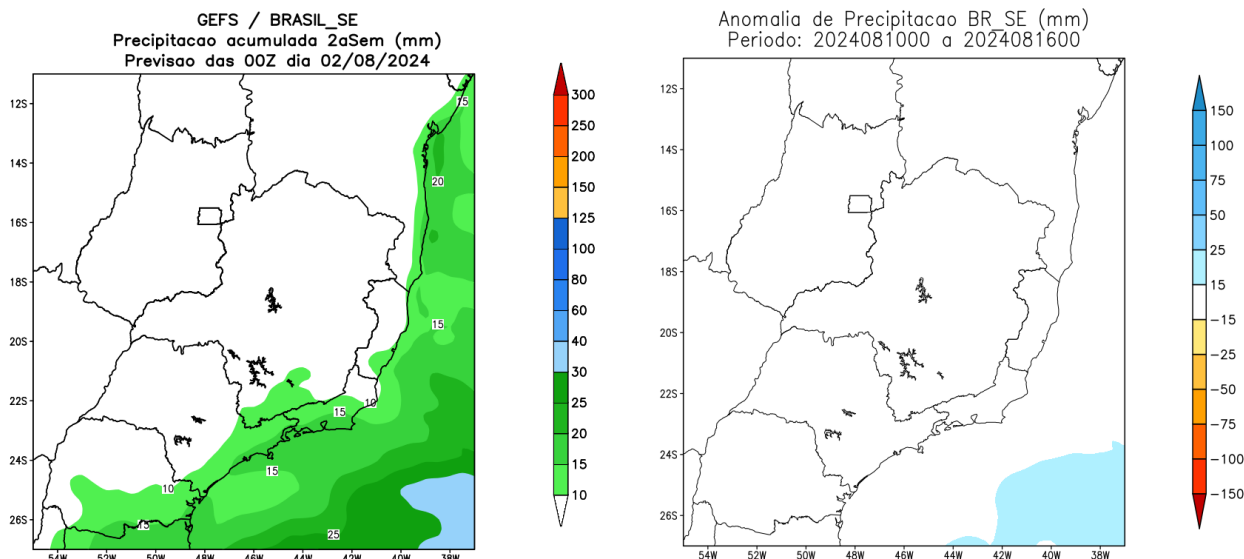 GEFS / BRASIL_SE
Precipitacao acumulada 2aSem (mm)
Previsao das 00Z dia 02/08/2024
12S
14S
16S
18S
20S
22S
24S
26S
54W
52W
50W
48W
46W
44W
42W
40W
38W
15
20
15
15
10
15
10
15
25
300
250
200
150
125
100
80
60
40
30
25
20
15
10
Anomalia de Precipitacao BR_SE (mm)
Periodo: 2024081000 a 2024081600
12S
14S
16S
18S
20S
22S
24S
26S
54W
52W
50W
48W
46W
44W
42W
40W
38W
150
100
75
50
25
15
−15
−25
−50
−75
−100
−150